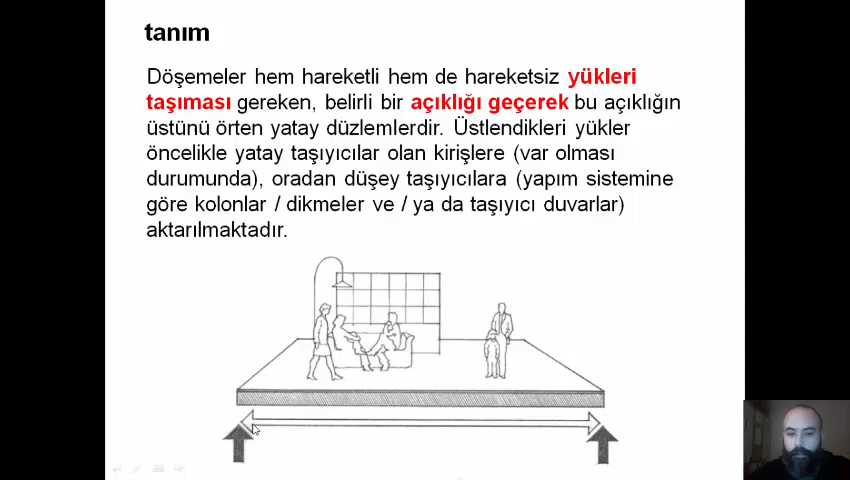 tanım
Döşemeler hem hareketli hem de hareketsiz yükleri
taşıması gereken, belirli bir açıklığı geçerek bu açıklığın
üstünü örten yatay düzlemlerdir. Üstlendikleri yükler
öncelikle yatay taşıyıcılar olan kirişlere (var olması
durumunda), oradan düşey taşıyıcılara (yapım sistemine
göre kolonlar / dikmeler ve / ya da taşıyıcı duvarlar)
aktarılmaktadır.